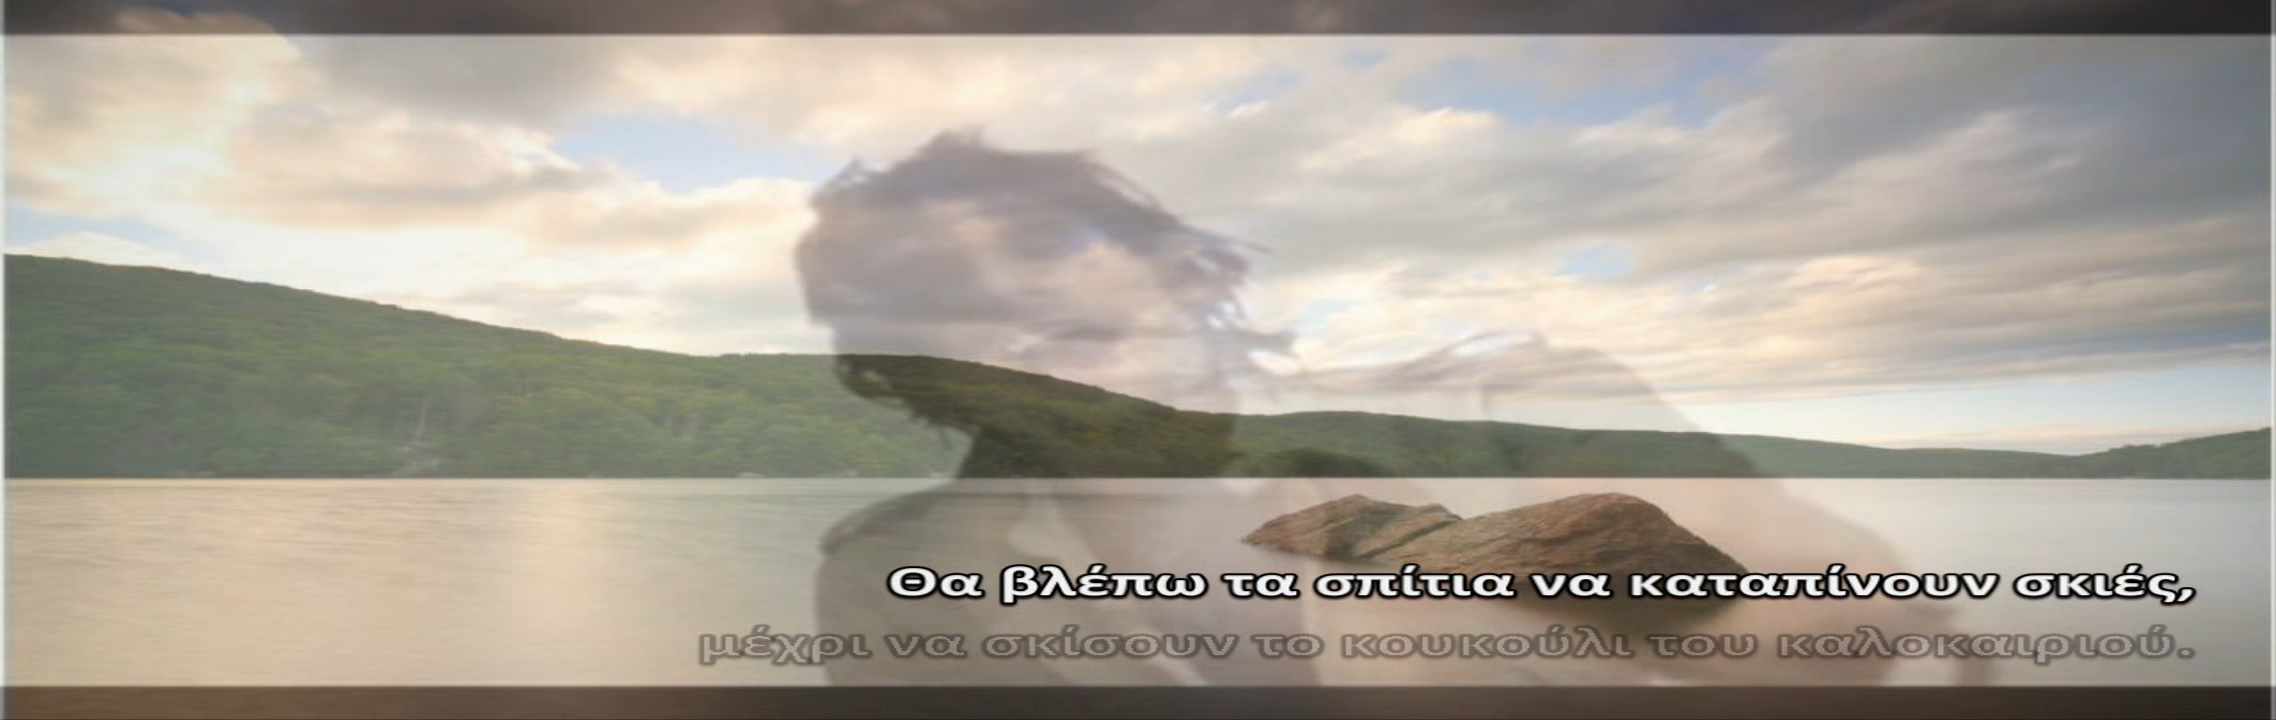 Θα βλέπω τα σπίτια να καταπίνουν σκιές,
μέχρι να σκίσουν το κουκούλι του καλοκαιριού.